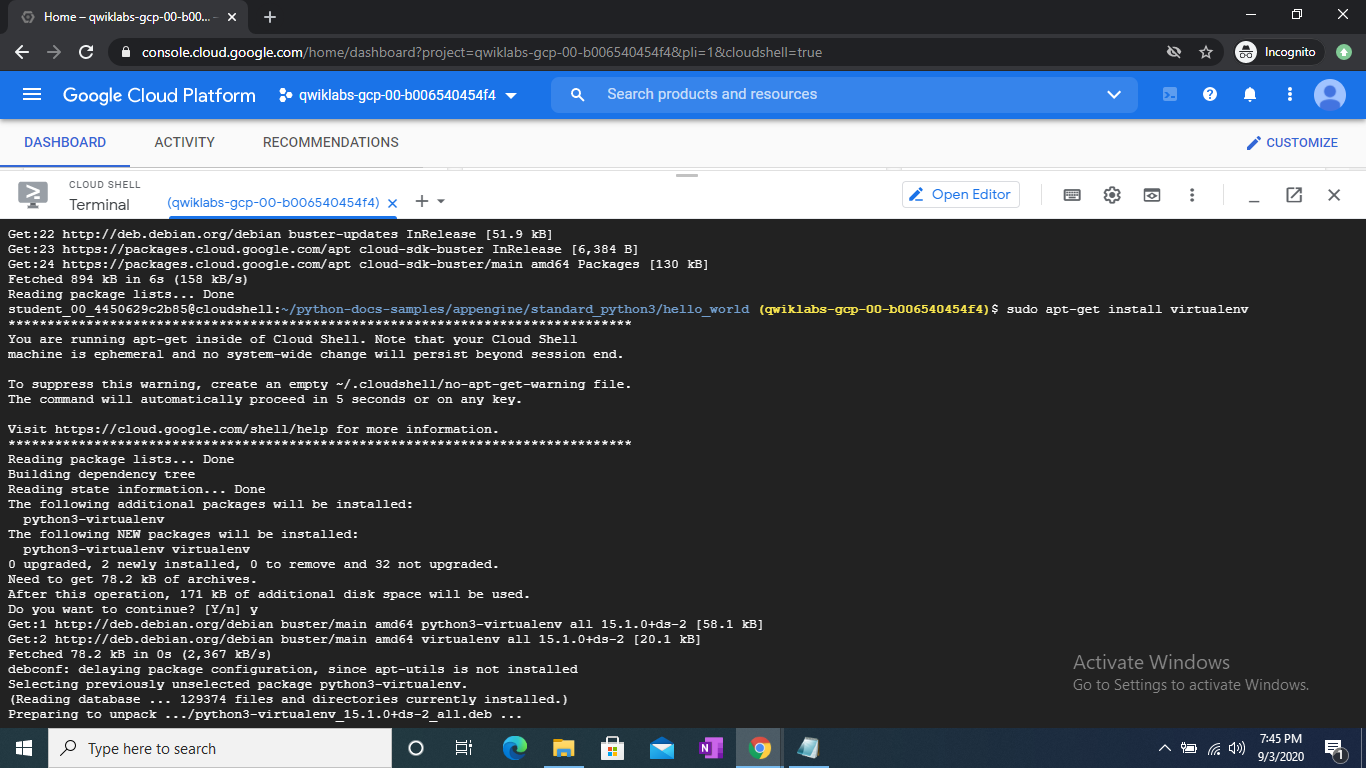 Home – qwiklabs-gcp-00-b00...
console.cloud.google.com/home/dashboard?project=qwiklabs-gcp-00-b006540454f4&pli=1&cloudshell=true
Incognito
Google Cloud Platform
qwiklabs-gcp-00-b006540454f4
Search products and resources
DASHBOARD
ACTIVITY
RECOMMENDATIONS
CUSTOMIZE
CLOUD SHELL
Terminal
(qwiklabs-gcp-00-b006540454f4)
Open Editor
Get:22 http://deb.debian.org/debian buster-updates InRelease [51.9 kB]
Get:23 https://packages.cloud.google.com/apt cloud-sdk-buster InRelease [6,384 B]
Get:24 https://packages.cloud.google.com/apt cloud-sdk-buster/main amd64 Packages [130 kB]
Fetched 894 kB in 6s (158 kB/s)
Reading package lists... Done
student_00_4450629c2b85@cloudshell:~/python-docs-samples/appengine/standard_python3/hello_world (qwiklabs-gcp-00-b006540454f4)$ sudo apt-get install virtualenv
********************************************************************************
You are running apt-get inside of Cloud Shell. Note that your Cloud Shell
machine is ephemeral and no system-wide change will persist beyond session end.
To suppress this warning, create an empty ~/.cloudshell/no-apt-get-warning file.
The command will automatically proceed in 5 seconds or on any key.
Visit https://cloud.google.com/shell/help for more information.
********************************************************************************
Reading package lists... Done
Building dependency tree
Reading state information... Done
The following additional packages will be installed:
python3-virtualenv
The following NEW packages will be installed:
python3-virtualenv virtualenv
0 upgraded, 2 newly installed, 0 to remove and 32 not upgraded.
Need to get 78.2 kB of archives.
After this operation, 171 kB of additional disk space will be used.
Do you want to continue? [Y/n] y
Get:1 http://deb.debian.org/debian buster/main amd64 python3-virtualenv all 15.1.0+ds-2 [58.1 kB]
Get:2 http://deb.debian.org/debian buster/main amd64 virtualenv all 15.1.0+ds-2 [20.1 kB]
Fetched 78.2 kB in 0s (2,367 kB/s)
debconf: delaying package configuration, since apt-utils is not installed
Selecting previously unselected package python3-virtualenv.
(Reading database ... 129374 files and directories currently installed.)
Preparing to unpack .../python3-virtualenv_15.1.0+ds-2_all.deb ...
Activate Windows
Go to Settings to activate Windows.
Type here to search
7:45 PM
9/3/2020
1